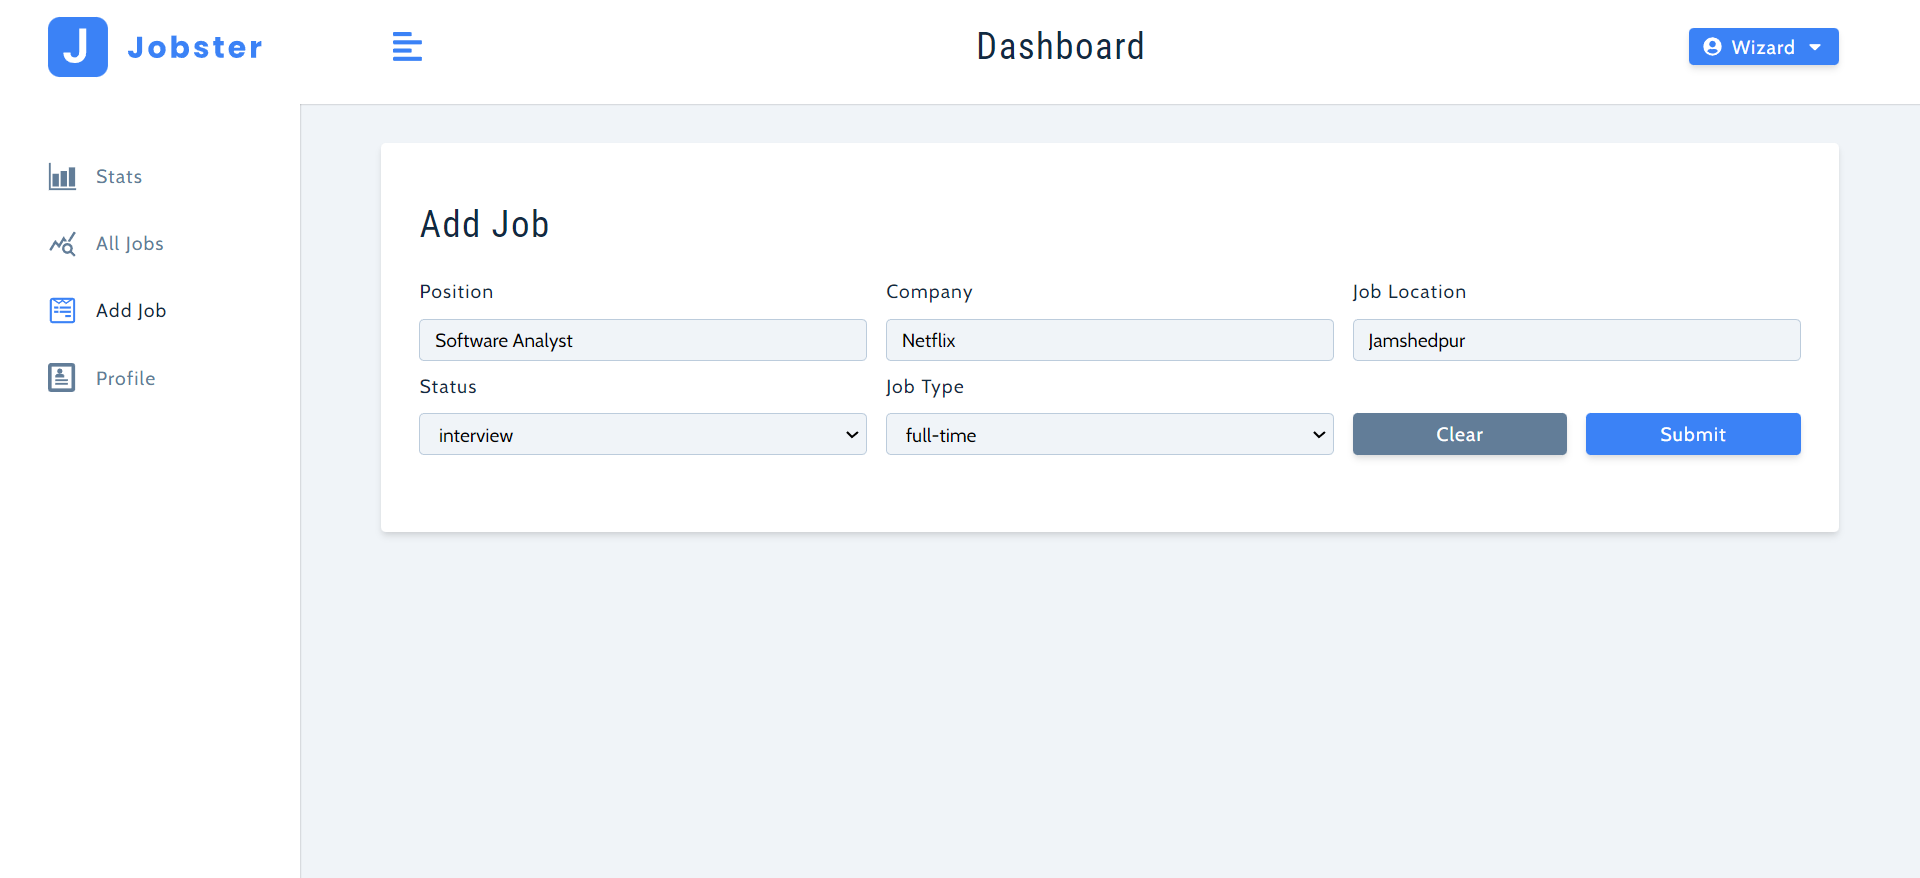 J Jobster
Dashboard
Wizard
Stats
All Jobs
Add Job
Profile
Add Job
Position
Company
Job Location
Software Analyst
Netflix
Jamshedpur
Status
Job Type
interview
full-time
Clear
Submit